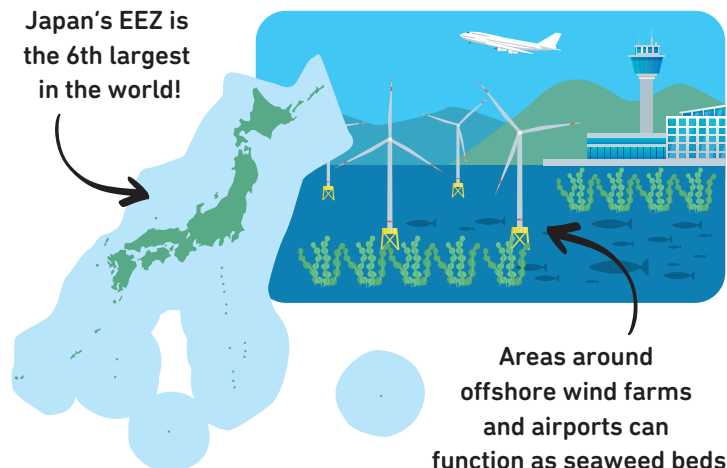 Japan's EEZ is
the 6th largest
in the world!
Areas around
offshore wind farms
and airports can
function as seaweed beds